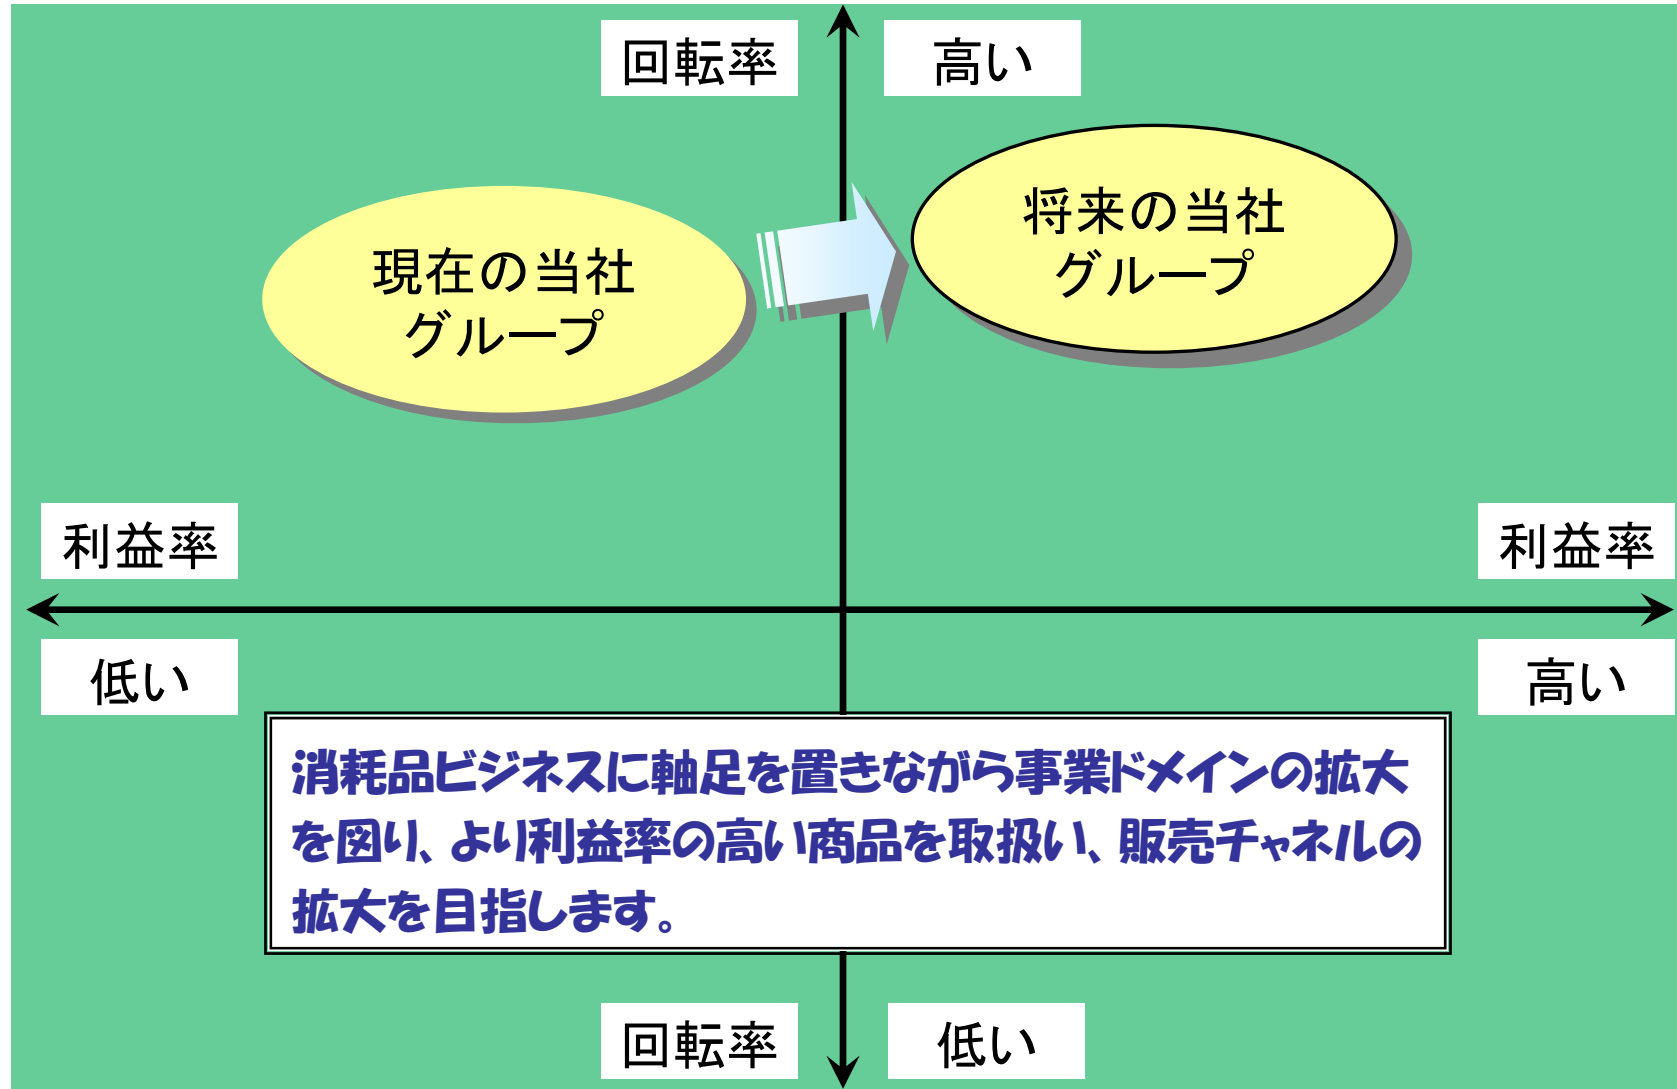 回転率
高い
将来の当社
グループ
現在の当社
グループ
利益率
利益率
低い
高い
消耗品ビジネスに軸足を置きながら事業ドメインの拡大
を図り、より利益率の高い商品を取扱い、販売チャネルの
拡大を目指します。
回転率
低い